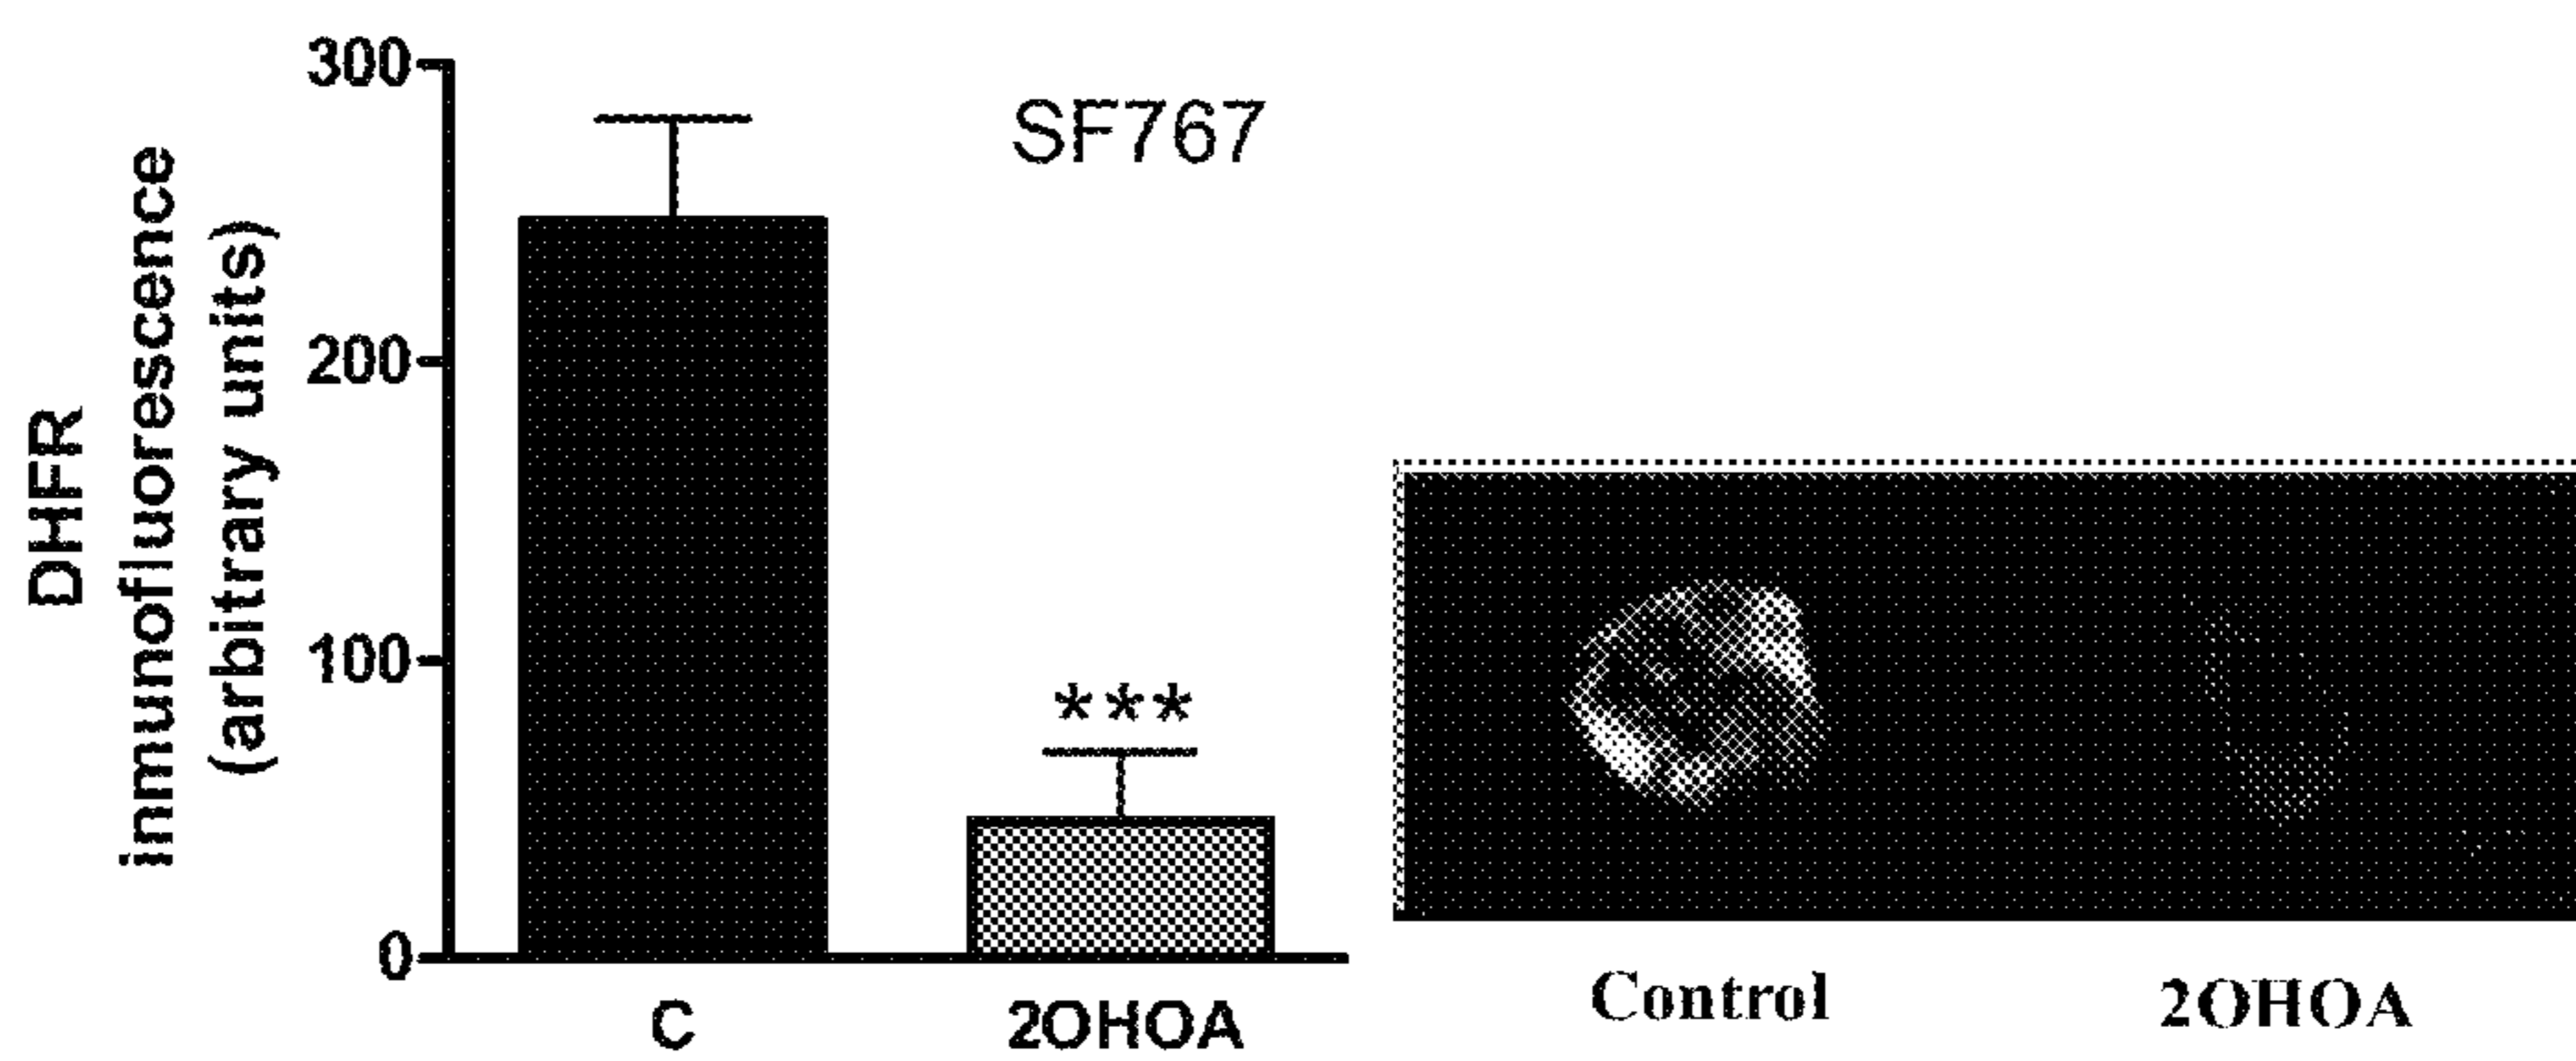 DHFR
inmunofluorescence
(arbitrary units)
300
200
100
0
SF767
***
C
2OHOA
Control
2OHOA